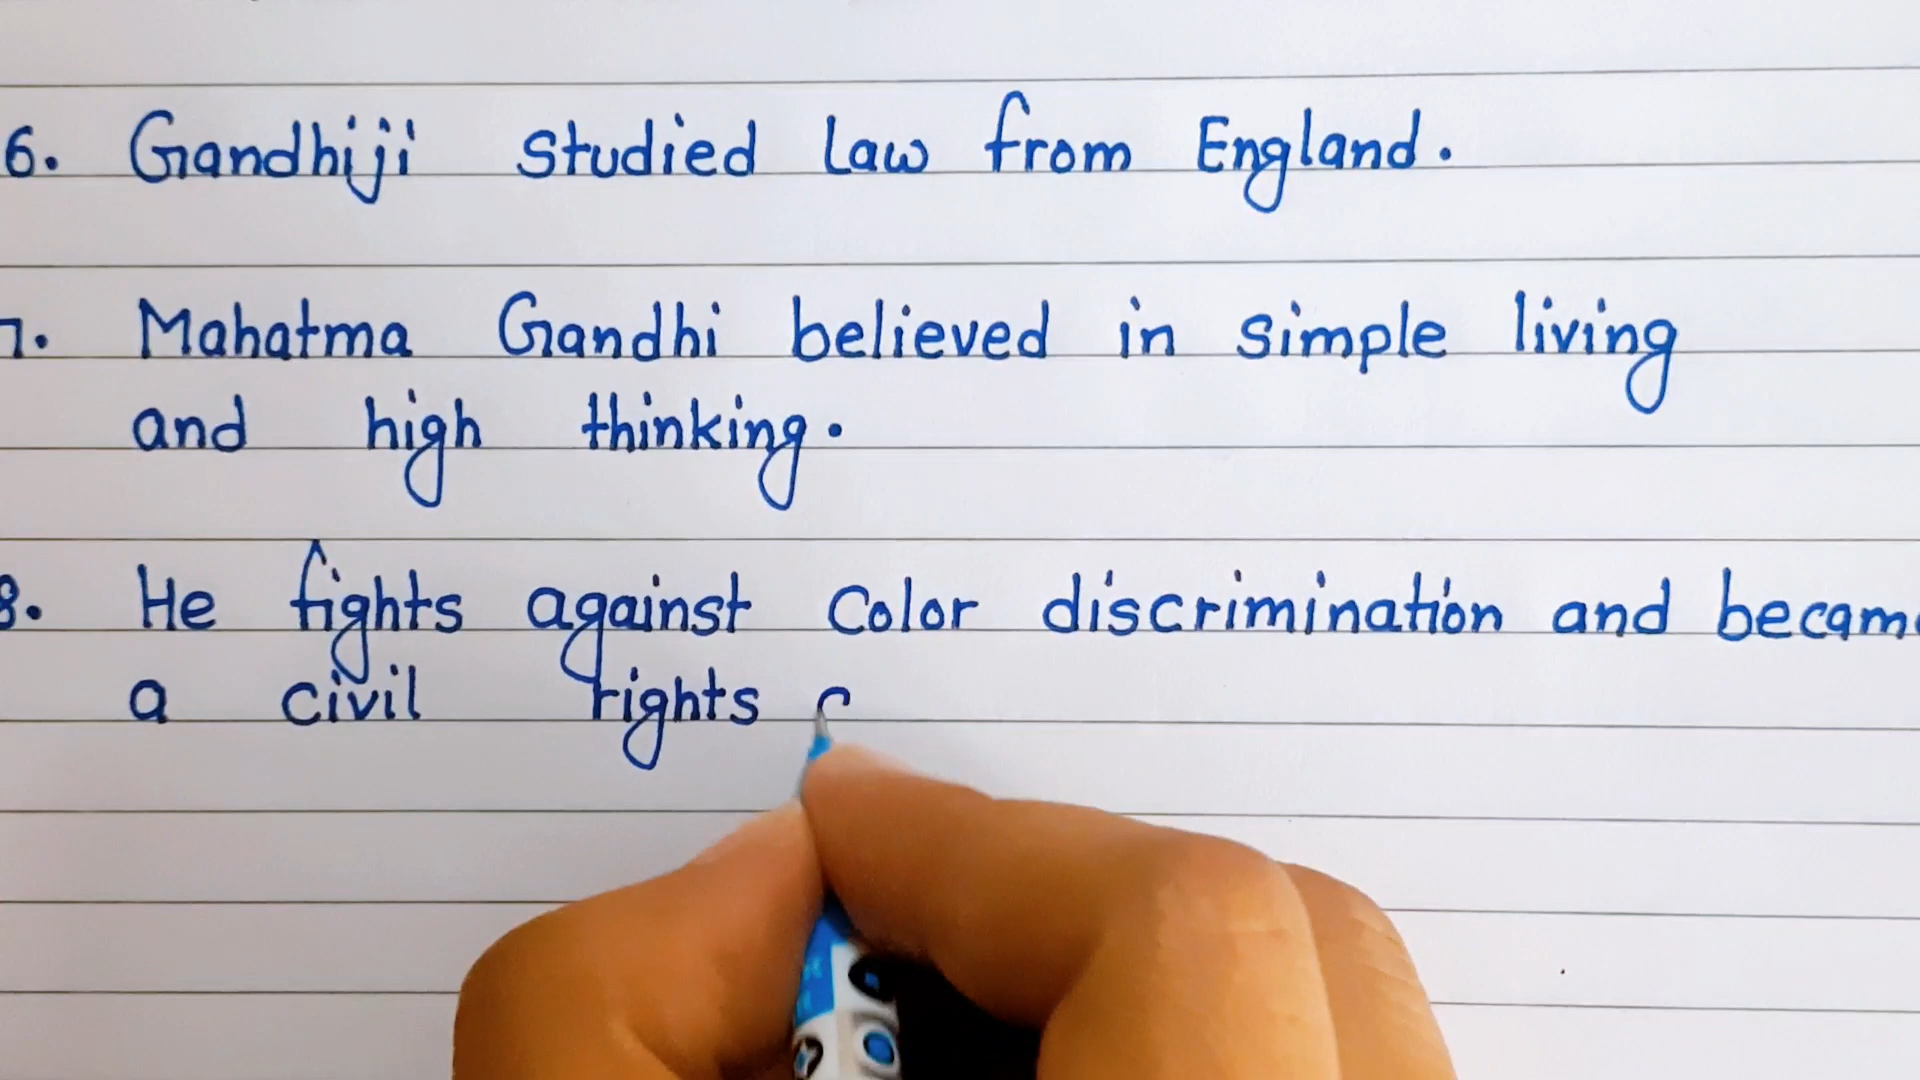 6. Gandhiji studied Law from England.
7. Mahatma Gandhi believed in simple living
and high thinking.
8. He fights against Color discrimination and becam
a civil rights